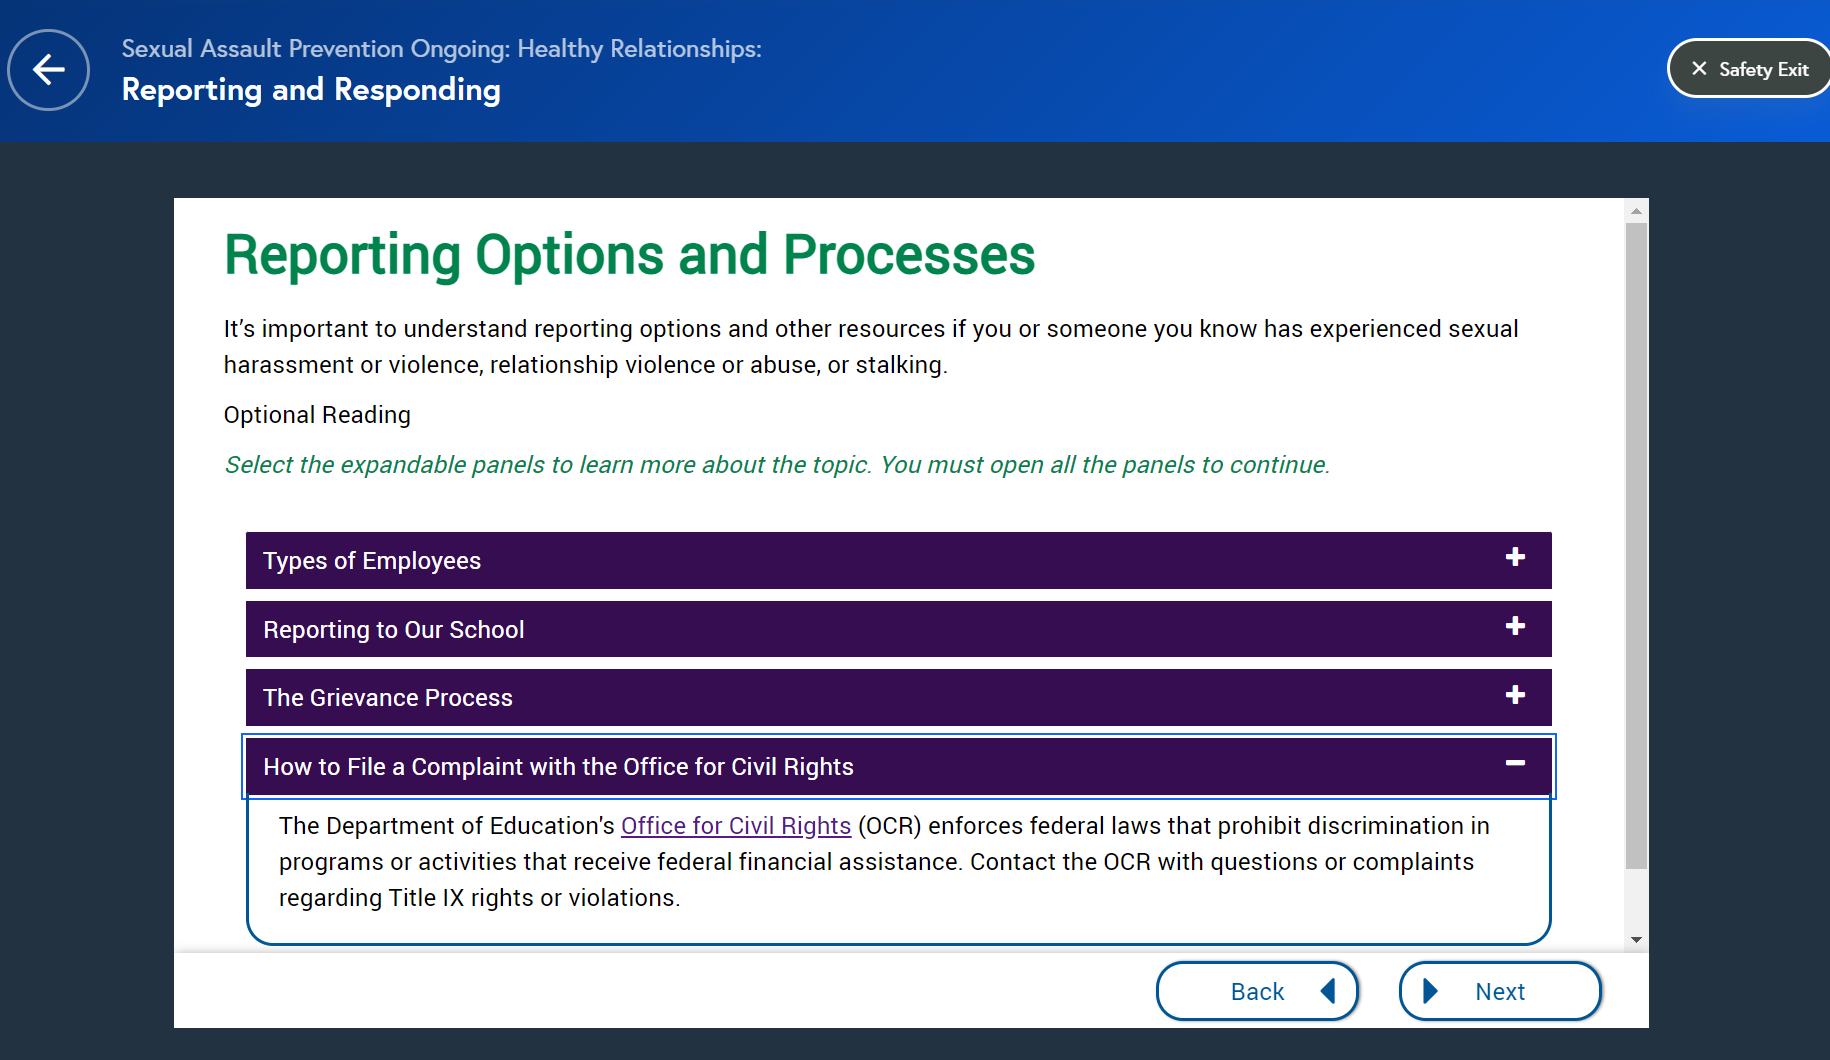 Sexual Assault Prevention Ongoing: Healthy Relationships:
Reporting and Responding
Safety Exit
Reporting Options and Processes
It's important to understand reporting options and other resources if you or someone you know has experienced sexual
harassment or violence, relationship violence or abuse, or stalking.
Optional Reading
Select the expandable panels to learn more about the topic. You must open all the panels to continue.
Types of Employees
Reporting to Our School
The Grievance Process
How to File a Complaint with the Office for Civil Rights
The Department of Education's Office for Civil Rights (OCR) enforces federal laws that prohibit discrimination in
programs or activities that receive federal financial assistance. Contact the OCR with questions or complaints
regarding Title IX rights or violations.
Back
Next